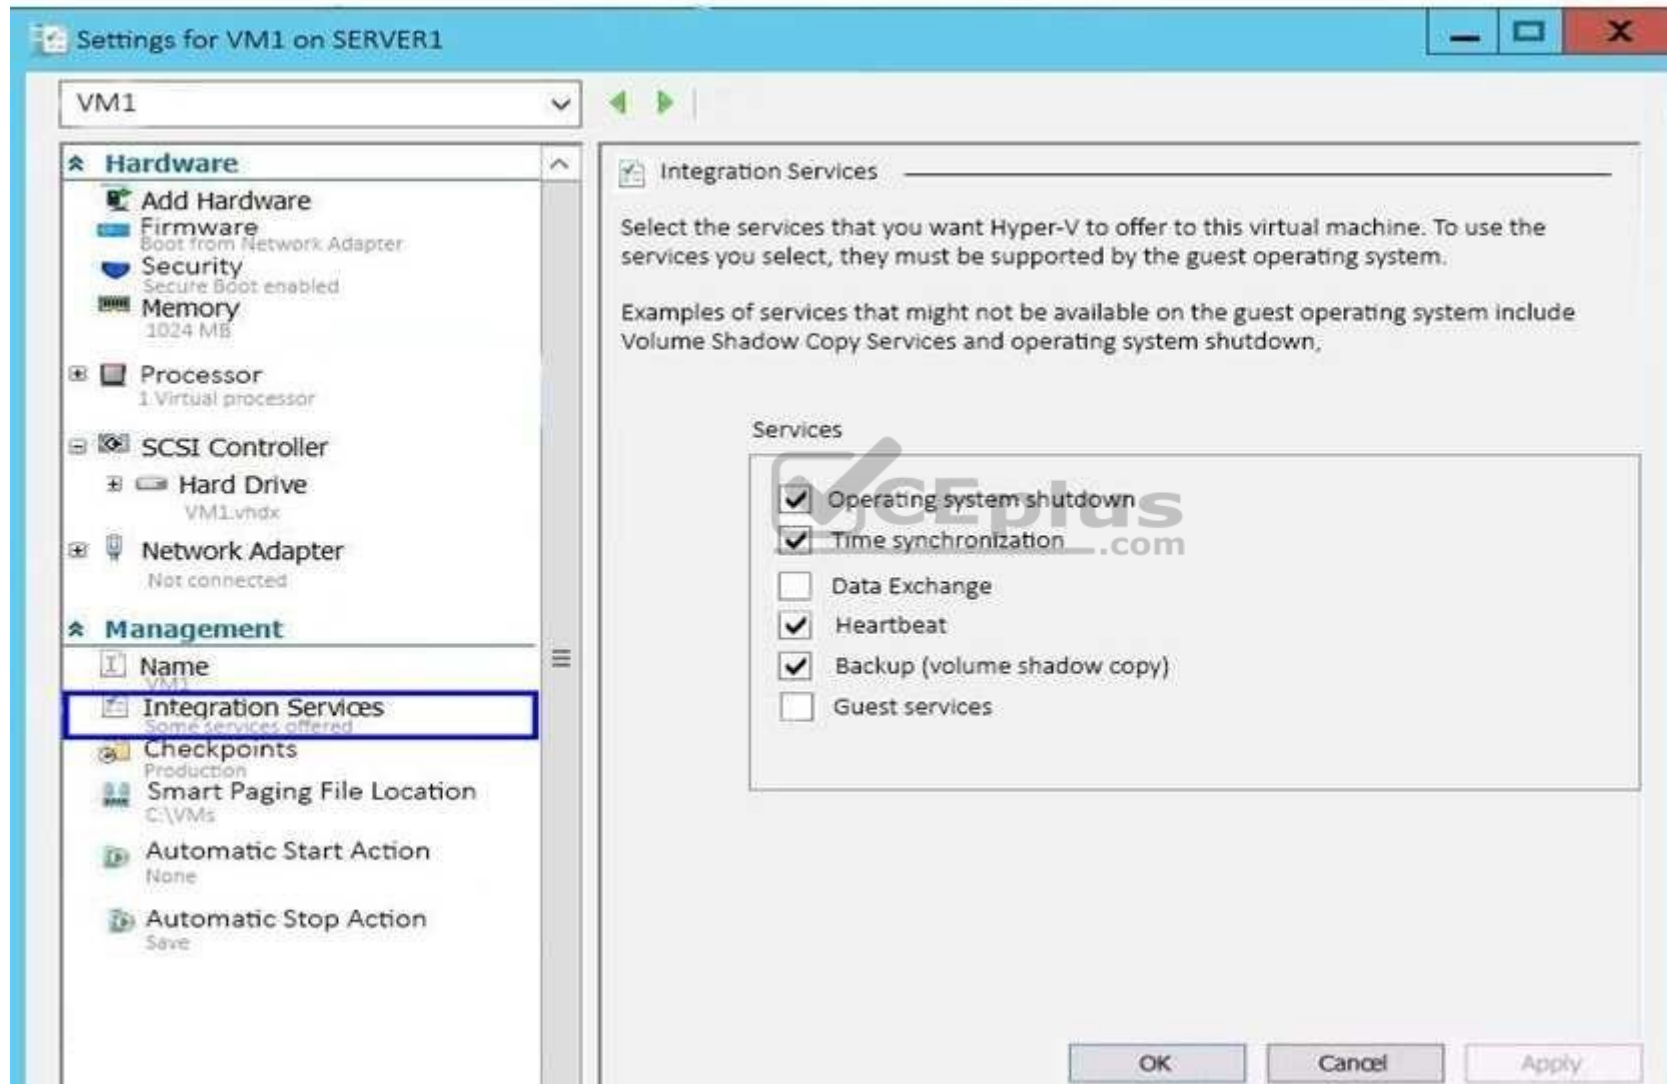 Settings for VM1 on SERVER1
VM1
Hardware
Add Hardware
Firmware
Boot from Network Adapter
Security
Secure Boot enabled
Memory
1024 MB
Processor
1 Virtual processor
SCSI Controller
Hard Drive
VM1.vhdx
Network Adapter
Not connected
Management
Name
VM1
Integration Services
Some services offered
Checkpoints
Production
Smart Paging File Location
C:\VMs
Automatic Start Action
None
Automatic Stop Action
Save
Integration Services
Select the services that you want Hyper-V to offer to this virtual machine. To use the
services you select, they must be supported by the guest operating system.
Examples of services that might not be available on the guest operating system include
Volume Shadow Copy Services and operating system shutdown,
Services
Operating system shutdown
Time synchronization
Data Exchange
Heartbeat
Backup (volume shadow copy)
Guest services
CEplus
.com
OK
Cancel
Apply